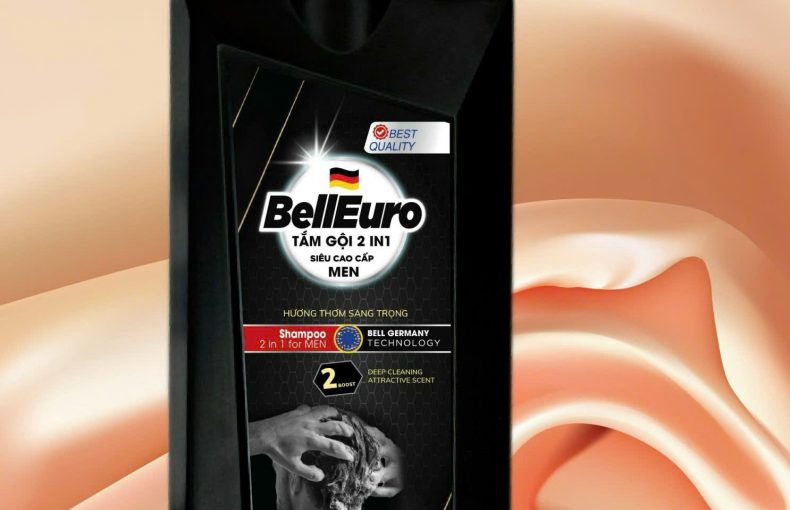 BEST
QUALITY
BellEuro
TẮM GỘI 2 IN1
SIÊU CAO CẤP
MEN
HƯƠNG THƠM SANG TRỌNG
Shampoo
2 in 1 for MEN
BELL GERMANY
TECHNOLOGY
2 BOOST
DEEP CLEANING
ATTRACTIVE SCENT